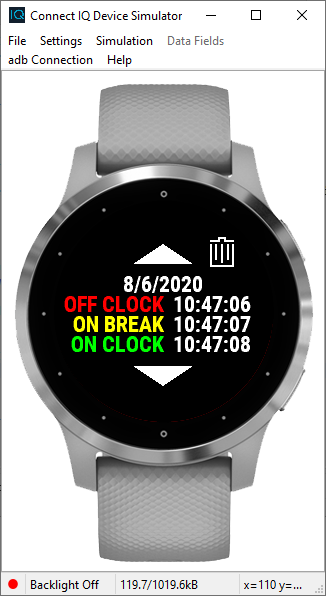 IQ Connect IQ Device Simulator
File Settings Simulation Data Fields
adb Connection Help
8/6/2020
OFF CLOCK 10:47:06
ON BREAK 10:47:07
ON CLOCK 10:47:08
Backlight Off 119.7/1019.6kB x=110 y=...